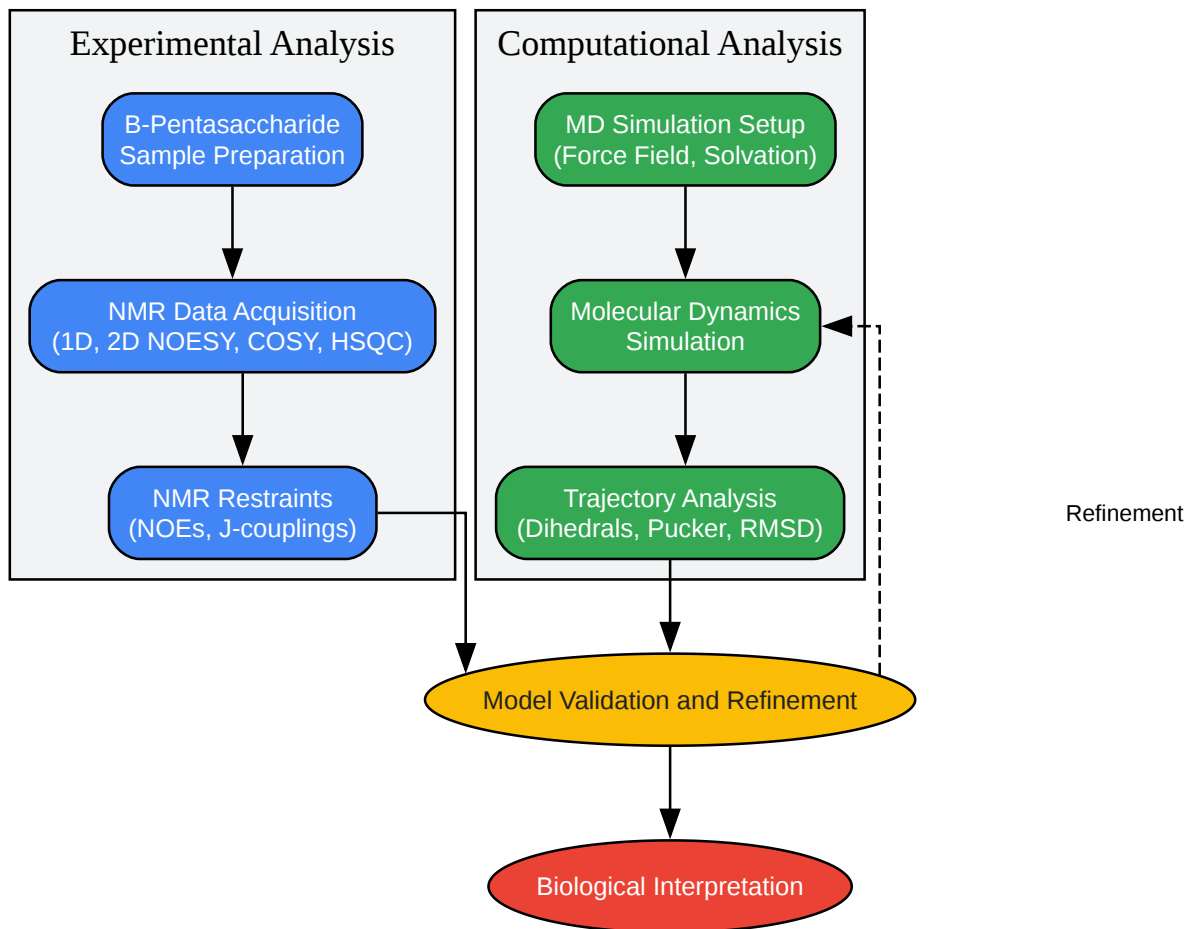 Experimental Analysis
B-Pentasaccharide
Sample Preparation
NMR Data Acquisition
(1D, 2D NOESY, COSY, HSQC)
NMR Restraints
(NOEs, J-couplings)
Computational Analysis
MD Simulation Setup
(Force Field, Solvation)
Molecular Dynamics
Simulation
Trajectory Analysis
(Dihedrals, Pucker, RMSD)
Refinement
Model Validation and Refinement
Biological Interpretation